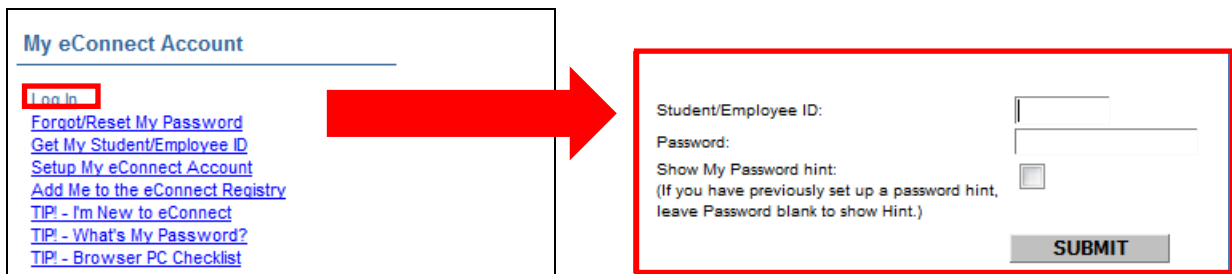 My eConnect Account
Log In
Forgot/Reset My Password
Get My Student/Employee ID
Setup My eConnect Account
Add Me to the eConnect Registry
TIP! - I'm New to eConnect
TIP! - What's My Password?
TIP! - Browser PC Checklist
Student/Employee ID:
Password:
Show My Password hint:
(If you have previously set up a password hint,
leave Password blank to show Hint.)
SUBMIT